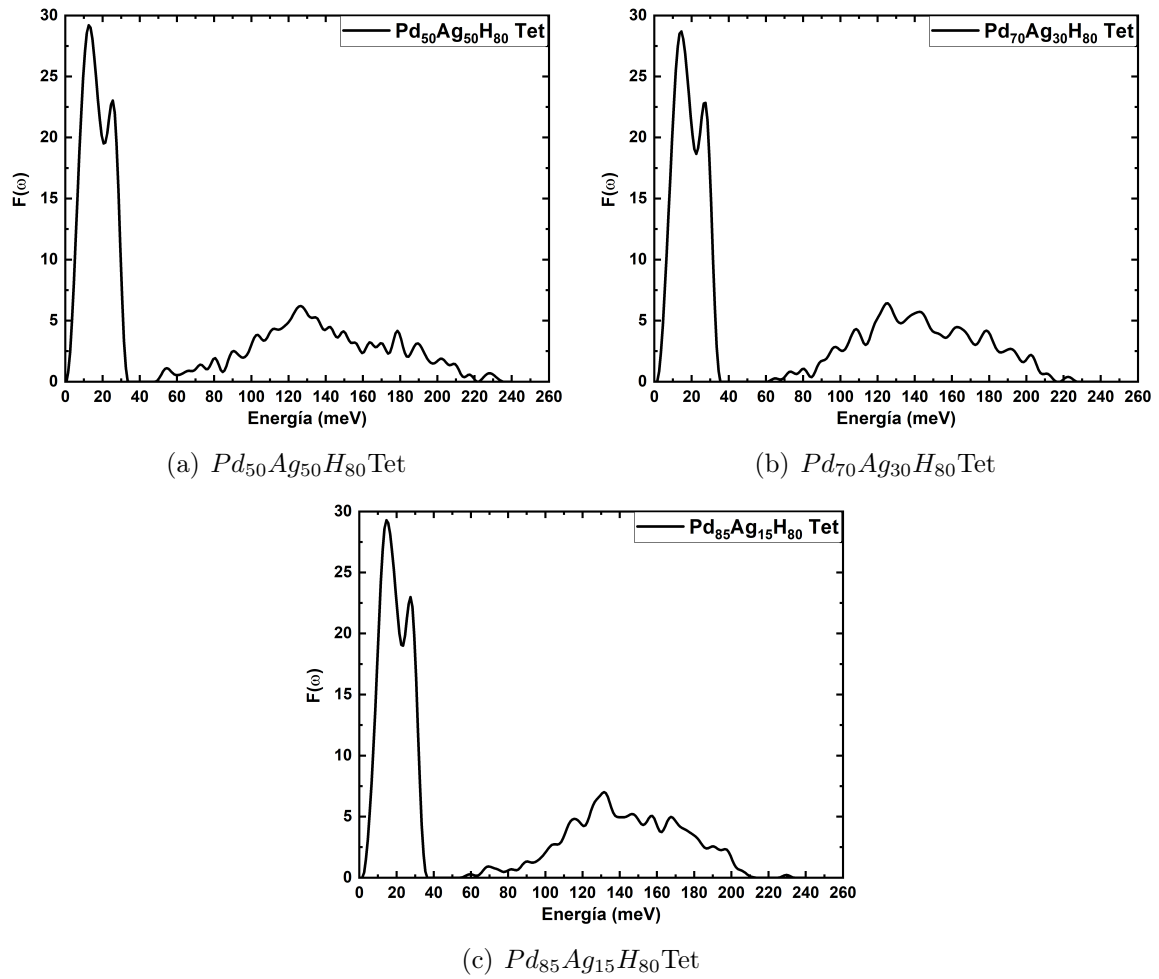 Pd₅₀Ag₅₀H₈₀ Tet
F(ω)
30
25
20
15
10
5
0
0 20 40 60 80 100 120 140 160 180 200 220 240 260
Energía (meV)
(a) Pd₅₀Ag₅₀H₈₀Tet
Pd₇₀Ag₃₀H₈₀ Tet
F(ω)
30
25
20
15
10
5
0
0 20 40 60 80 100 120 140 160 180 200 220 240 260
Energía (meV)
(b) Pd₇₀Ag₃₀H₈₀Tet
Pd₈₅Ag₁₅H₈₀ Tet
F(ω)
30
25
20
15
10
5
0
0 20 40 60 80 100 120 140 160 180 200 220 240 260
Energía (meV)
(c) Pd₈₅Ag₁₅H₈₀Tet